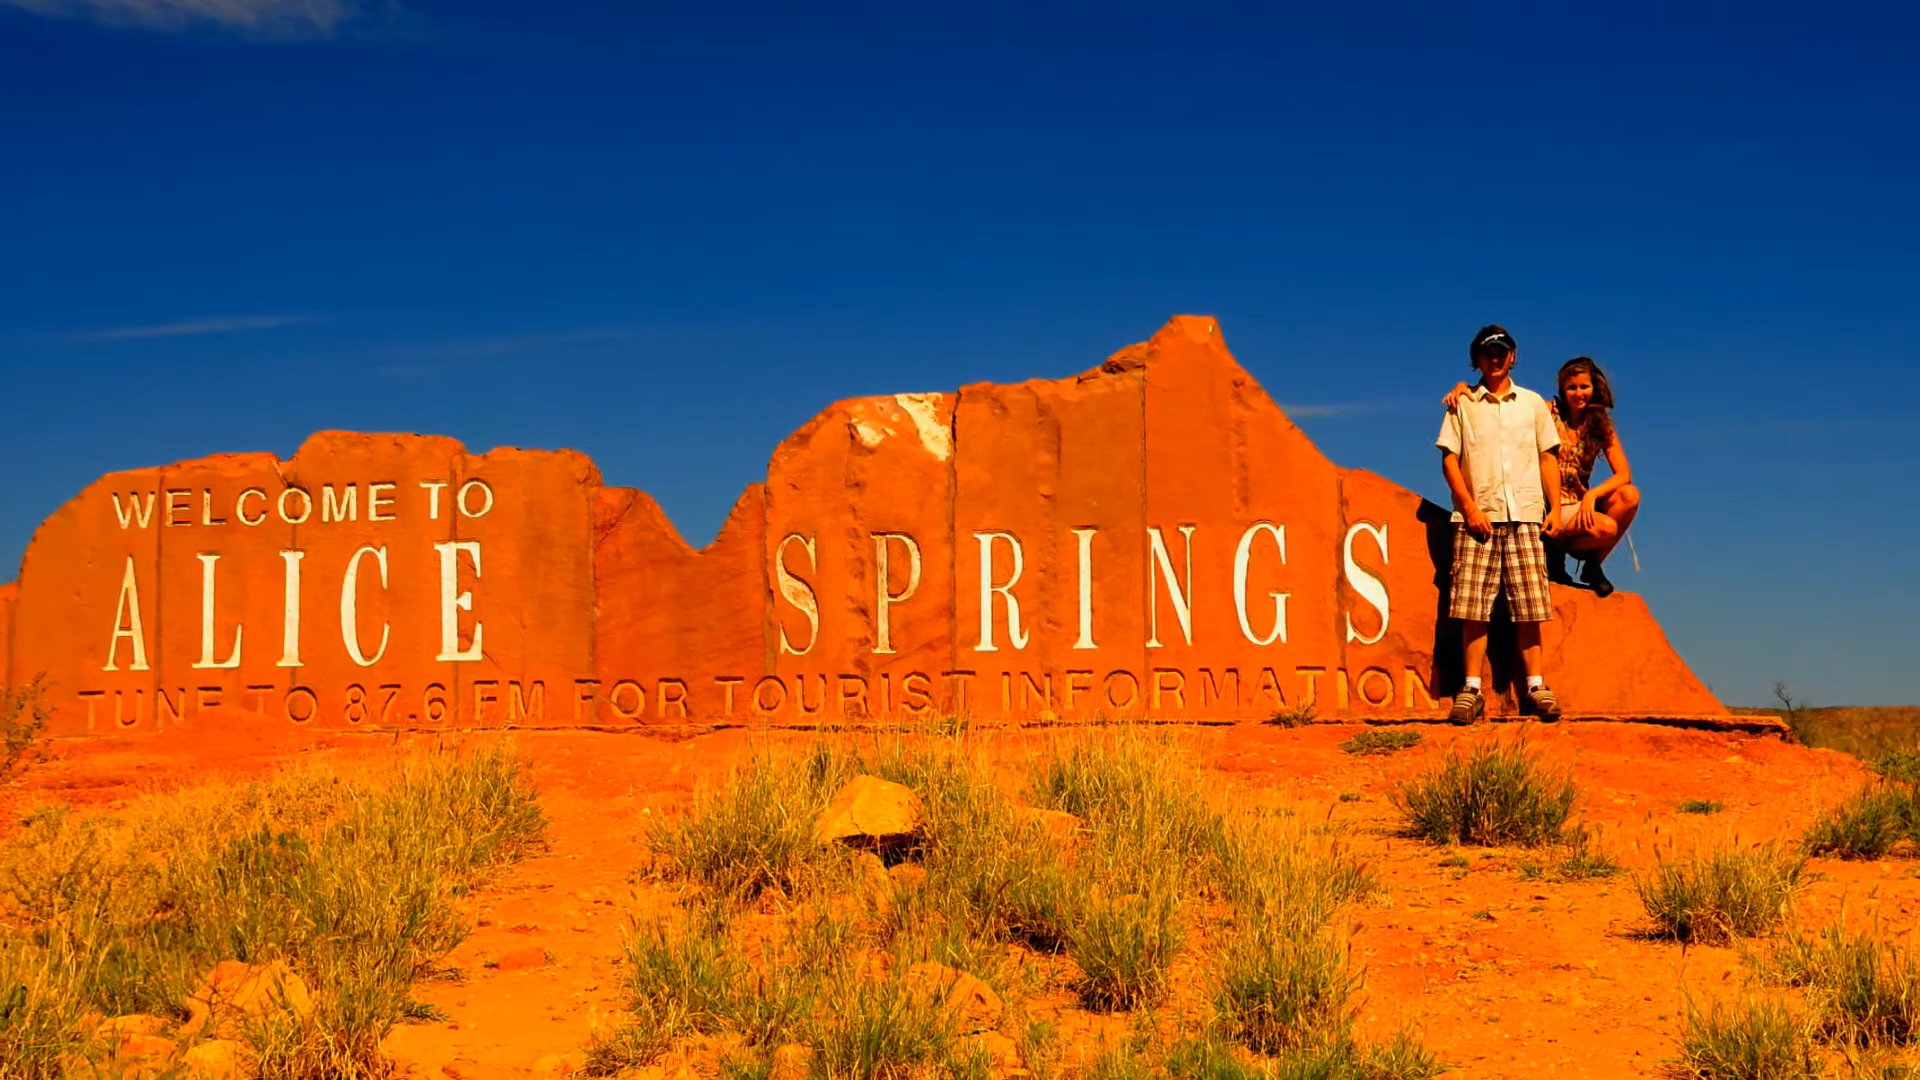 WELCOME TO
ALICE SPRINGS
TUNE TO 87.6 FM FOR TOURIST INFORMATION